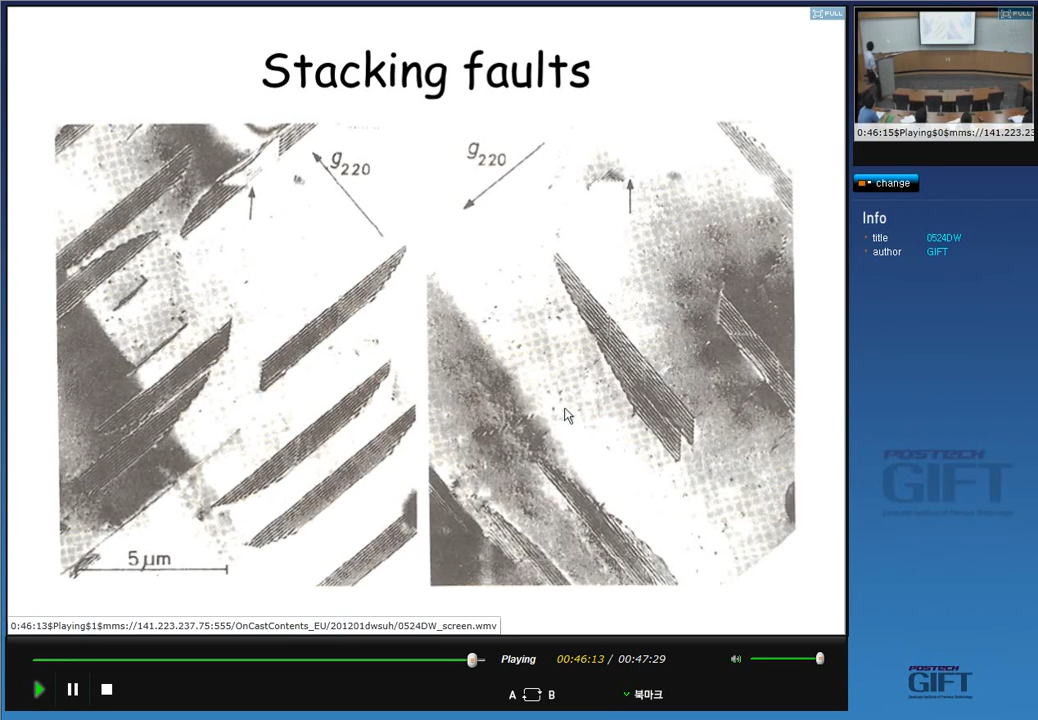 FULL
Stacking faults
g220
g220
5 µm
0:46:13$Playing$1$mms://141.223.237.75:555/OnCastContents_EU/201201dwsuh/0524DW_screen.wmv
Playing
00:46:13 / 00:47:29
A B
북마크
FULL
0:46:15$Playing$0$mms://141.223.23
change
Info
title 0524DW
author GIFT
POSTECH
GIFT
POSTECH
GIFT